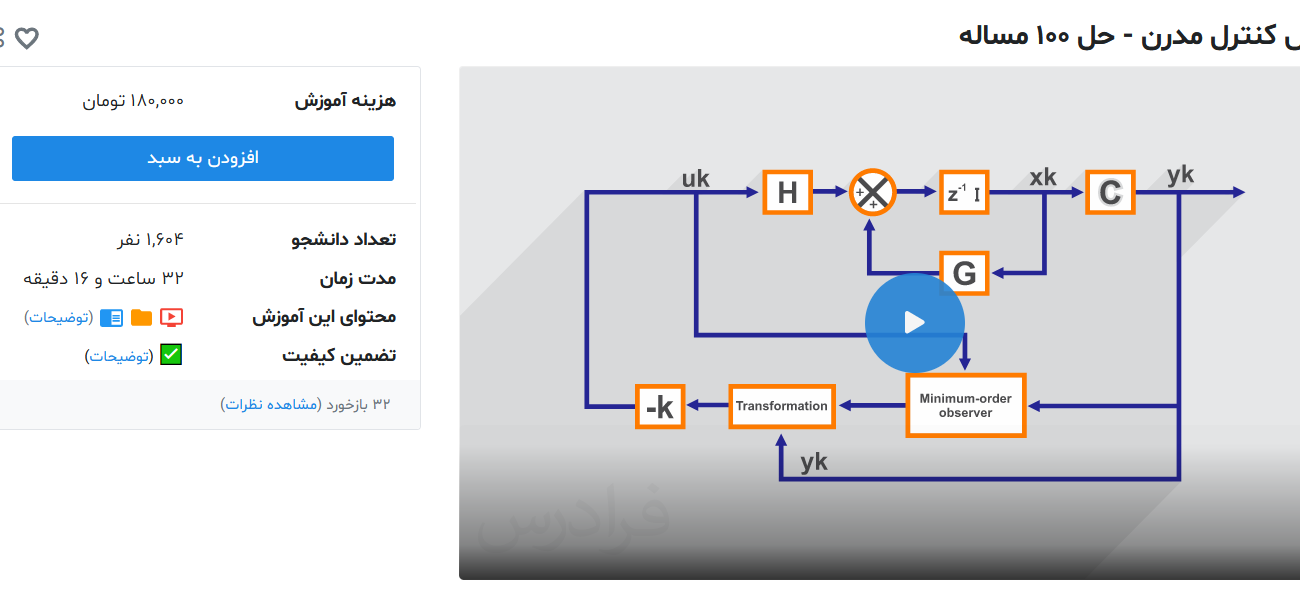 کنترل مدرن - حل ۱۰۰ مساله
هزینه آموزش ۱۸۰,۰۰۰ تومان
افزودن به سبد
تعداد دانشجو ۱,۶۰۴ نفر
مدت زمان ۳۲ ساعت و ۱۶ دقیقه
محتوای این آموزش (توضیحات)
تضمین کیفیت (توضیحات)
۳۲ بازخورد (مشاهده نظرات)
uk H + + z⁻¹ I xk C yk
G
-k Transformation Minimum-order
observer
yk
فرادرس